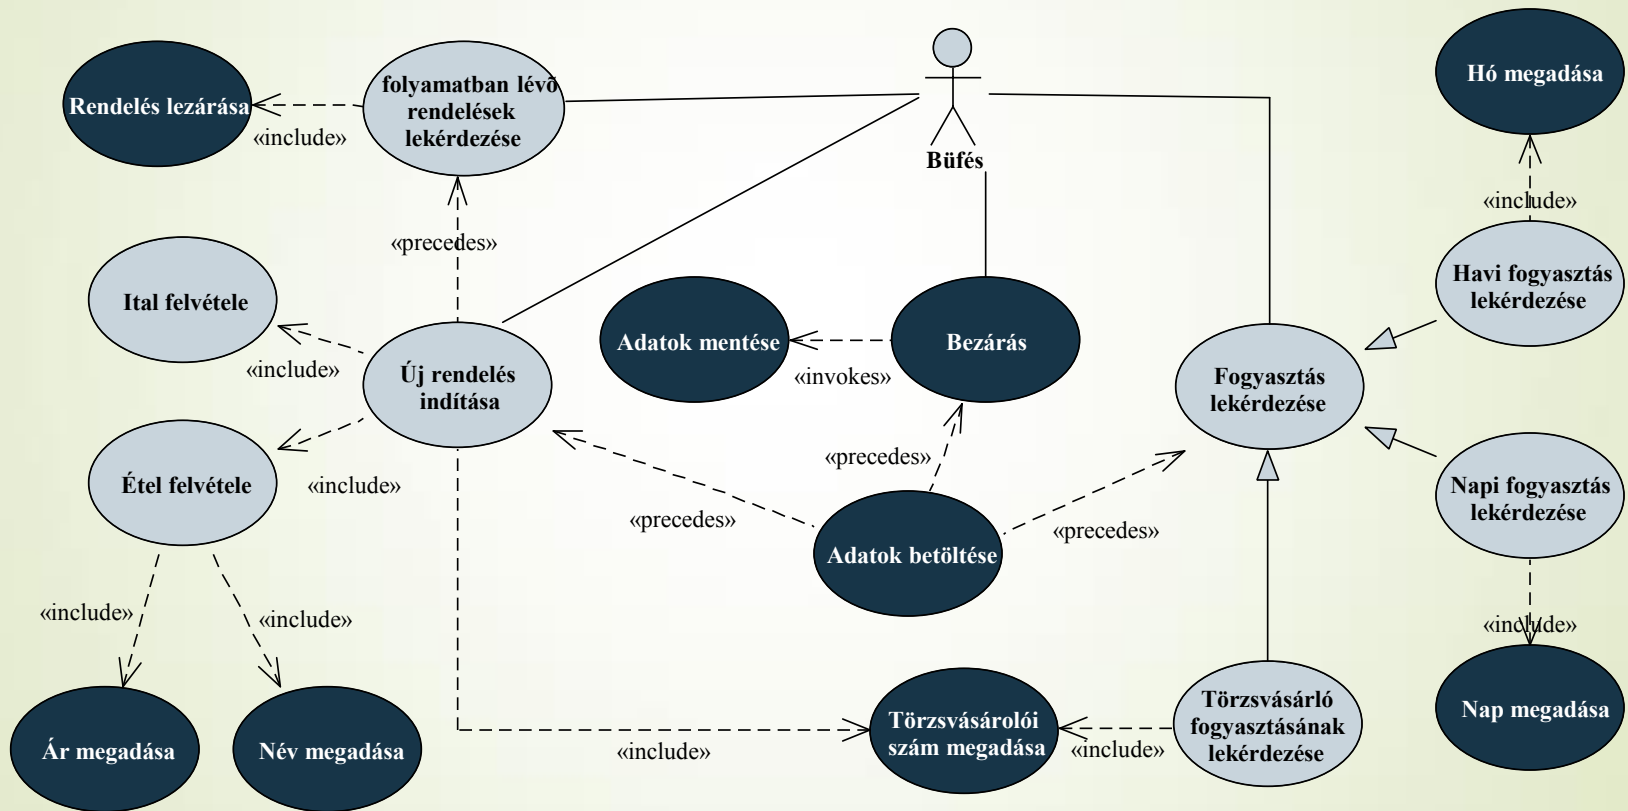 Hó megadása
folyamatban lévõ
rendelések
lekérdezése
Rendelés lezárása
«include»
Büfés
«include»
«precedes»
Havi fogyasztás
lekérdezése
Ital felvétele
Adatok mentése
Bezárás
«include»
«invokes»
Új rendelés
indítása
Fogyasztás
lekérdezése
«precedes»
Étel felvétele
«include»
Napi fogyasztás
lekérdezése
«precedes»
«precedes»
Adatok betöltése
«include»
«include»
«include»
Törzsvásárló
fogyasztásának
lekérdezése
Törzsvásárolói
szám megadása
Nap megadása
Ár megadása
Név megadása
«include»
«include»